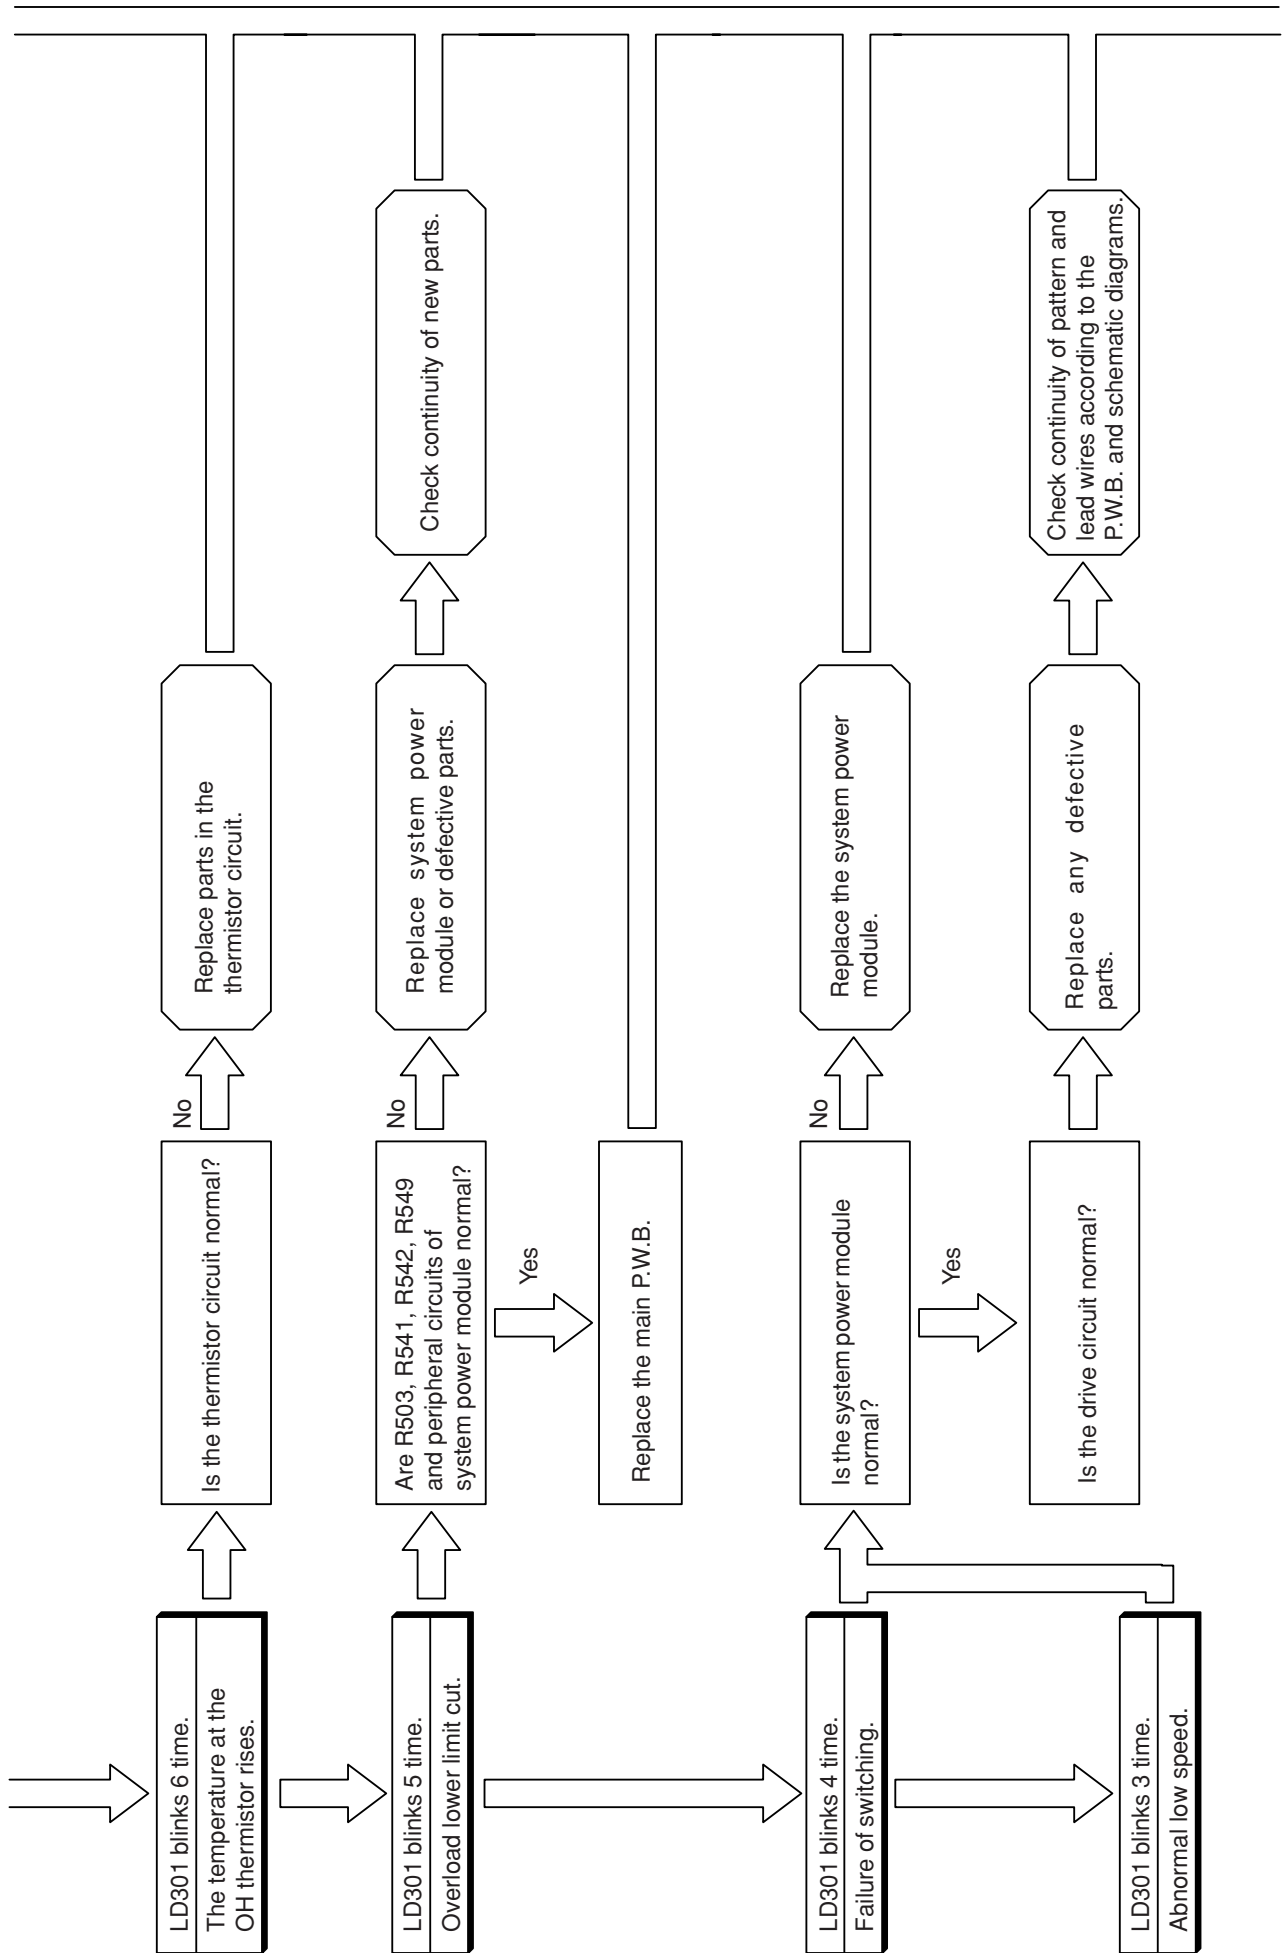 LD301 blinks 6 time.
The temperature at the
OH thermistor rises.
Is the thermistor circuit normal?
No
Replace parts in the
thermistor circuit.
LD301 blinks 5 time.
Overload lower limit cut.
Are R503, R541, R542, R549
and peripheral circuits of
system power module normal?
No
Replace system power
module or defective parts.
Check continuity of new parts.
Yes
Replace the main P.W.B.
LD301 blinks 4 time.
Failure of switching.
Is the system power module
normal?
No
Replace the system power
module.
Yes
LD301 blinks 3 time.
Abnormal low speed.
Is the drive circuit normal?
Replace any defective
parts.
Check continuity of pattern and
lead wires according to the
P.W.B. and schematic diagrams.